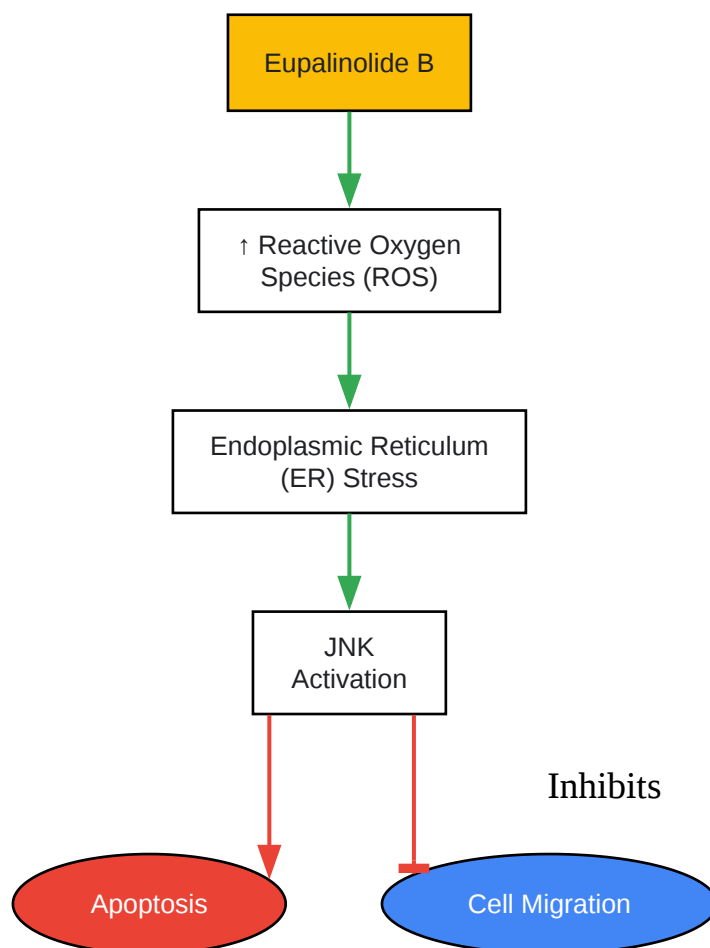 Eupalinolide B
↑ Reactive Oxygen
Species (ROS)
Endoplasmic Reticulum
(ER) Stress
JNK
Activation
Inhibits
Apoptosis
Cell Migration